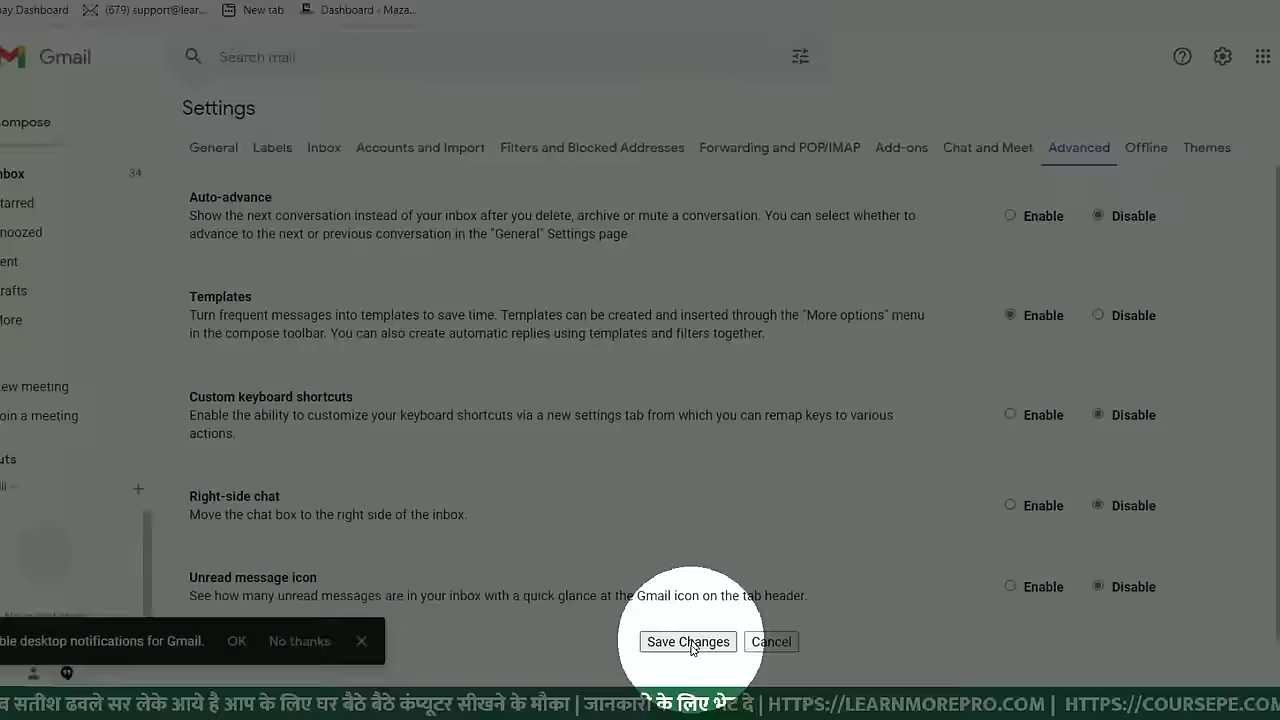 ay Dashboard (679) support@lear... New tab Dashboard - Maza...
Gmail Search mail
Settings
ompose
General Labels Inbox Accounts and Import Filters and Blocked Addresses Forwarding and POP/IMAP Add-ons Chat and Meet Advanced Offline Themes
nbox 34
tarred
noozed
ent
rafts
More
Auto-advance
Show the next conversation instead of your inbox after you delete, archive or mute a conversation. You can select whether to
advance to the next or previous conversation in the "General" Settings page
Enable Disable
Templates
Turn frequent messages into templates to save time. Templates can be created and inserted through the "More options" menu
in the compose toolbar. You can also create automatic replies using templates and filters together.
Enable Disable
ew meeting
oin a meeting
Custom keyboard shortcuts
Enable the ability to customize your keyboard shortcuts via a new settings tab from which you can remap keys to various
actions.
Enable Disable
uts
Right-side chat
Move the chat box to the right side of the inbox.
Enable Disable
Unread message icon
See how many unread messages are in your inbox with a quick glance at the Gmail icon on the tab header.
Enable Disable
ble desktop notifications for Gmail. OK No thanks
Save Changes Cancel
ब सतीश ढवले सर लेके आये है आप के लिए घर बैठे बैठे कंप्यूटर सीखने के मौका | जानकारी के लिए भेट दे | HTTPS://LEARNMOREPRO.COM | HTTPS://COURSEPE.COM